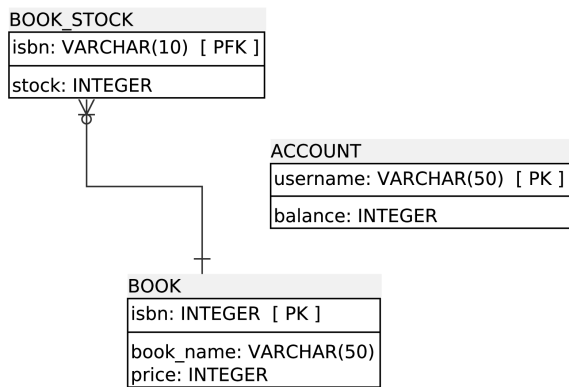 BOOK_STOCK
isbn: VARCHAR(10) [ PFK ]
stock: INTEGER
ACCOUNT
username: VARCHAR(50) [ PK ]
balance: INTEGER
BOOK
isbn: INTEGER [ PK ]
book_name: VARCHAR(50)
price: INTEGER